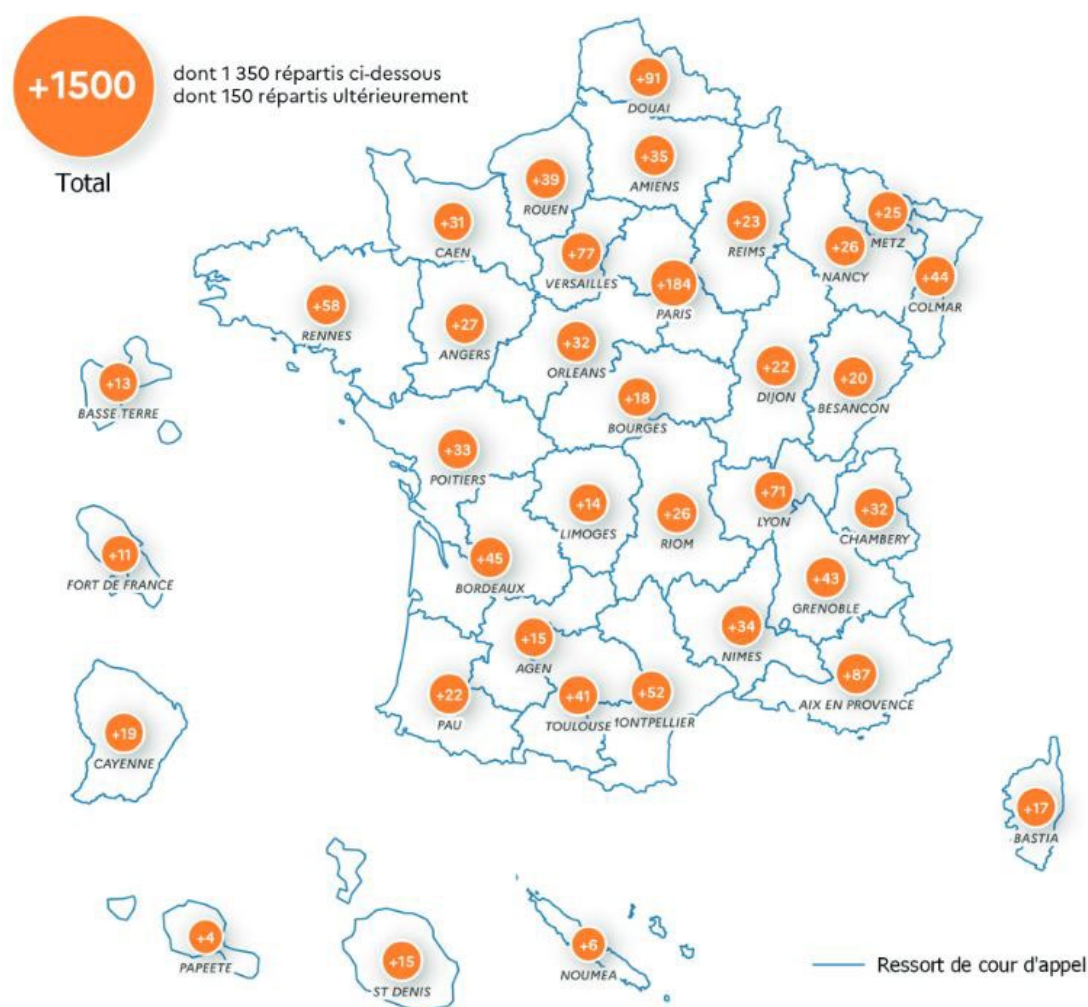 +1500
dont 1 350 répartis ci-dessous
dont 150 répartis ultérieurement
Total
+91
DOUAI
+35
AMIENS
+39
ROUEN
+31
CAEN
+77
VERSAILLES
+184
PARIS
+23
REIMS
+25
METZ
+26
NANCY
+44
COLMAR
+58
RENNES
+27
ANGERS
+32
ORLEANS
+18
BOURGES
+22
DIJON
+20
BESANCON
+13
BASSE TERRE
+33
POITIERS
+14
LIMOGES
+26
RIOM
+71
LYON
+32
CHAMBERY
+11
FORT DE FRANCE
+45
BORDEAUX
+43
GRENOBLE
+15
AGEN
+34
NIMES
+22
PAU
+41
TOULOUSE
+52
MONTPELLIER
+87
AIX EN PROVENCE
+19
CAYENNE
+17
BASTIA
+4
PAPEETE
+15
ST DENIS
+6
NOUMEA
Ressort de cour d'appel